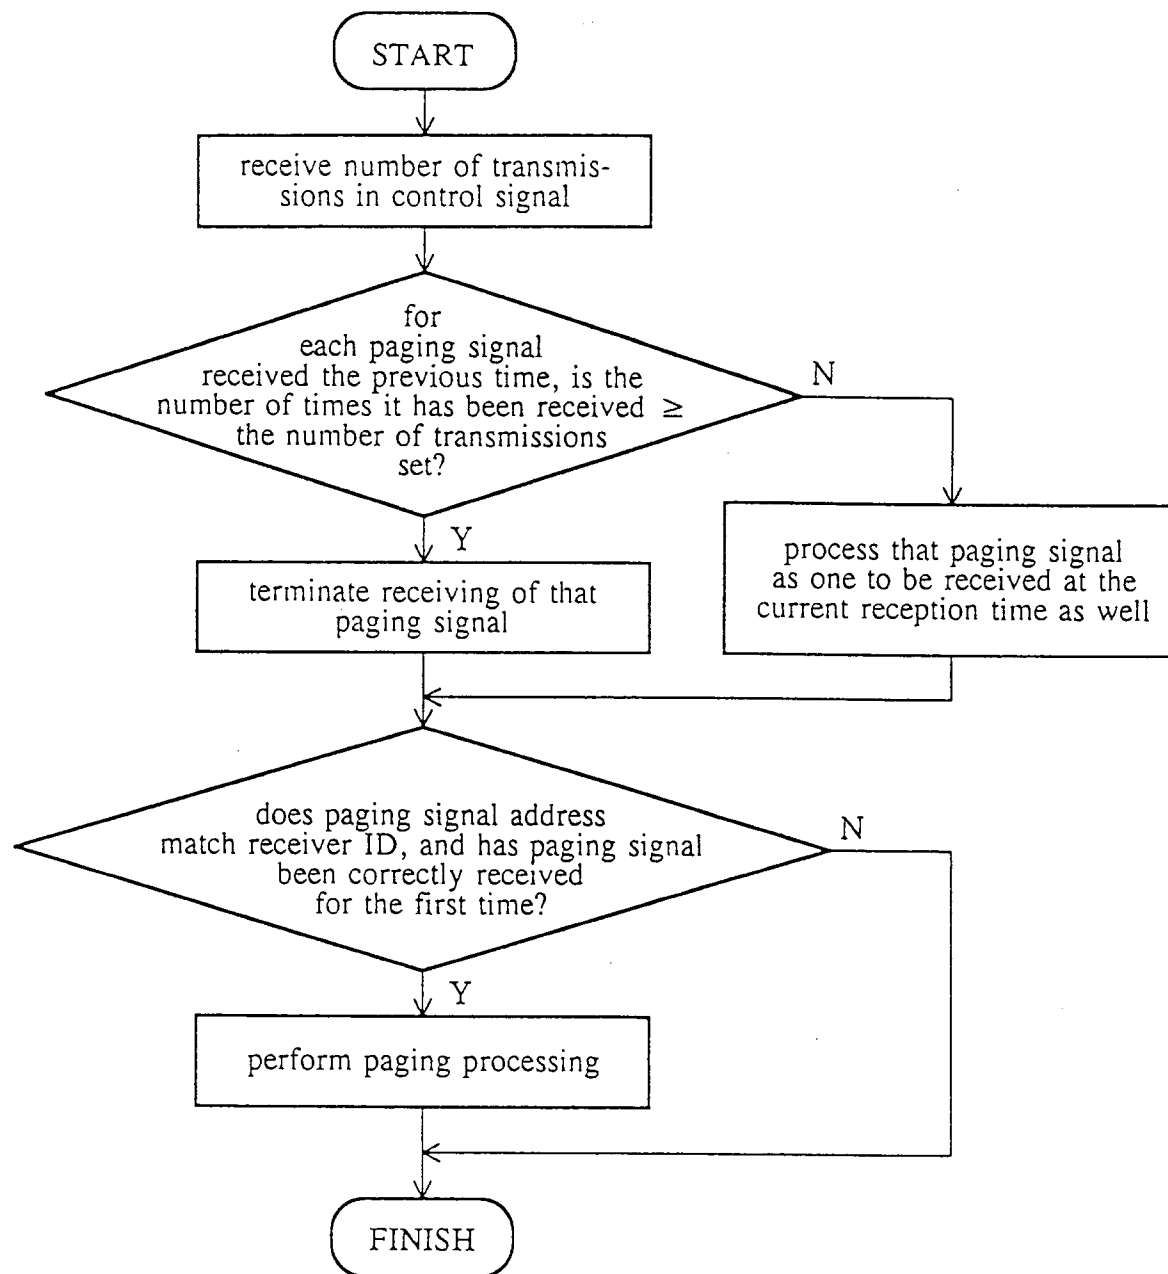 START
receive number of transmis-
sions in control signal
for
each paging signal
received the previous time, is the
number of times it has been received ≥
the number of transmissions
set?
N
Y
terminate receiving of that
paging signal
process that paging signal
as one to be received at the
current reception time as well
does paging signal address
match receiver ID, and has paging signal
been correctly received
for the first time?
N
Y
perform paging processing
FINISH